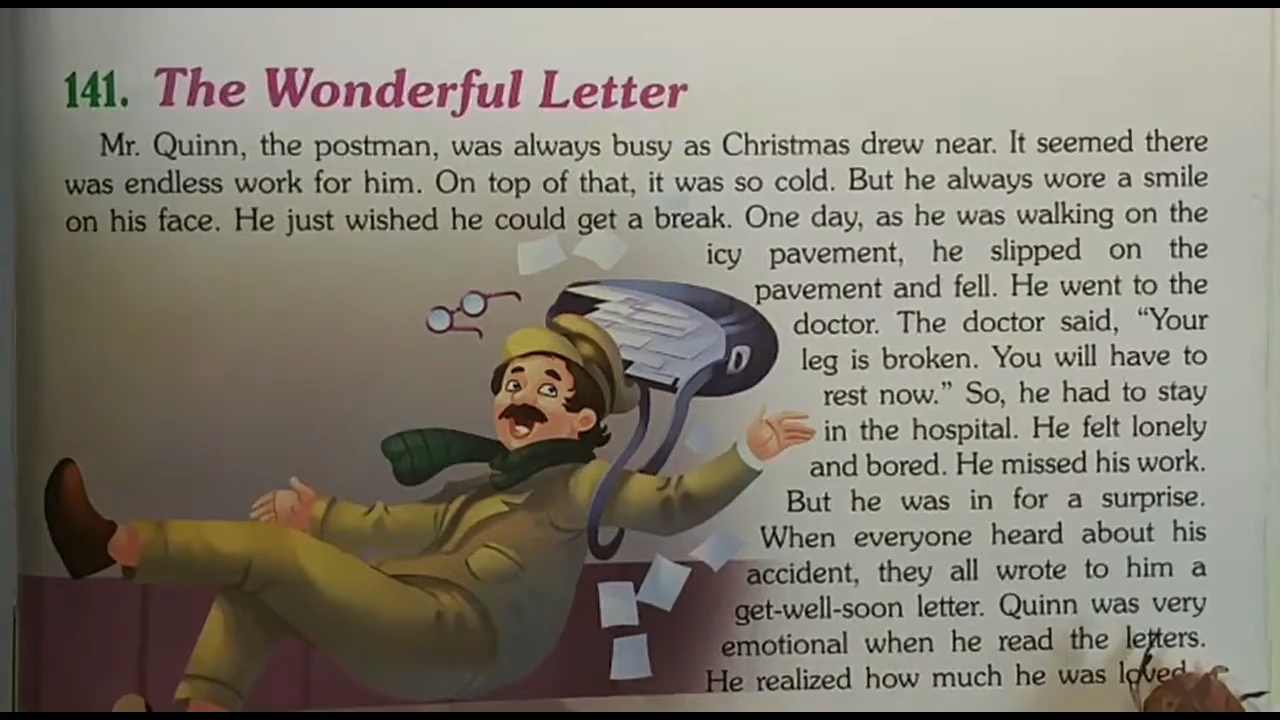 141. The Wonderful Letter
Mr. Quinn, the postman, was always busy as Christmas drew near. It seemed there
was endless work for him. On top of that, it was so cold. But he always wore a smile
on his face. He just wished he could get a break. One day, as he was walking on the
icy pavement, he slipped on the
pavement and fell. He went to the
doctor. The doctor said, “Your
leg is broken. You will have to
rest now.” So, he had to stay
in the hospital. He felt lonely
and bored. He missed his work.
But he was in for a surprise.
When everyone heard about his
accident, they all wrote to him a
get-well-soon letter. Quinn was very
emotional when he read the letters.
He realized how much he was loved